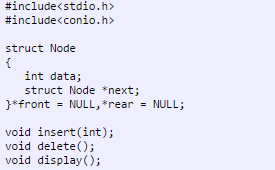 #include<stdio.h>
#include<conio.h>

struct Node
{
   int data;
   struct Node *next;
}*front = NULL,*rear = NULL;

void insert(int);
void delete();
void display();